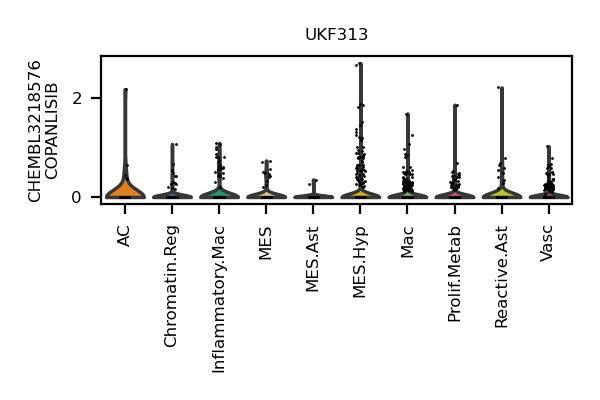 UKF313
CHEMBL3218576
COPANLISIB
2
0
AC
Chromatin.Reg
Inflammatory.Mac
MES
MES.Ast
MES.Hyp
Mac
Prolif.Metab
Reactive.Ast
Vasc